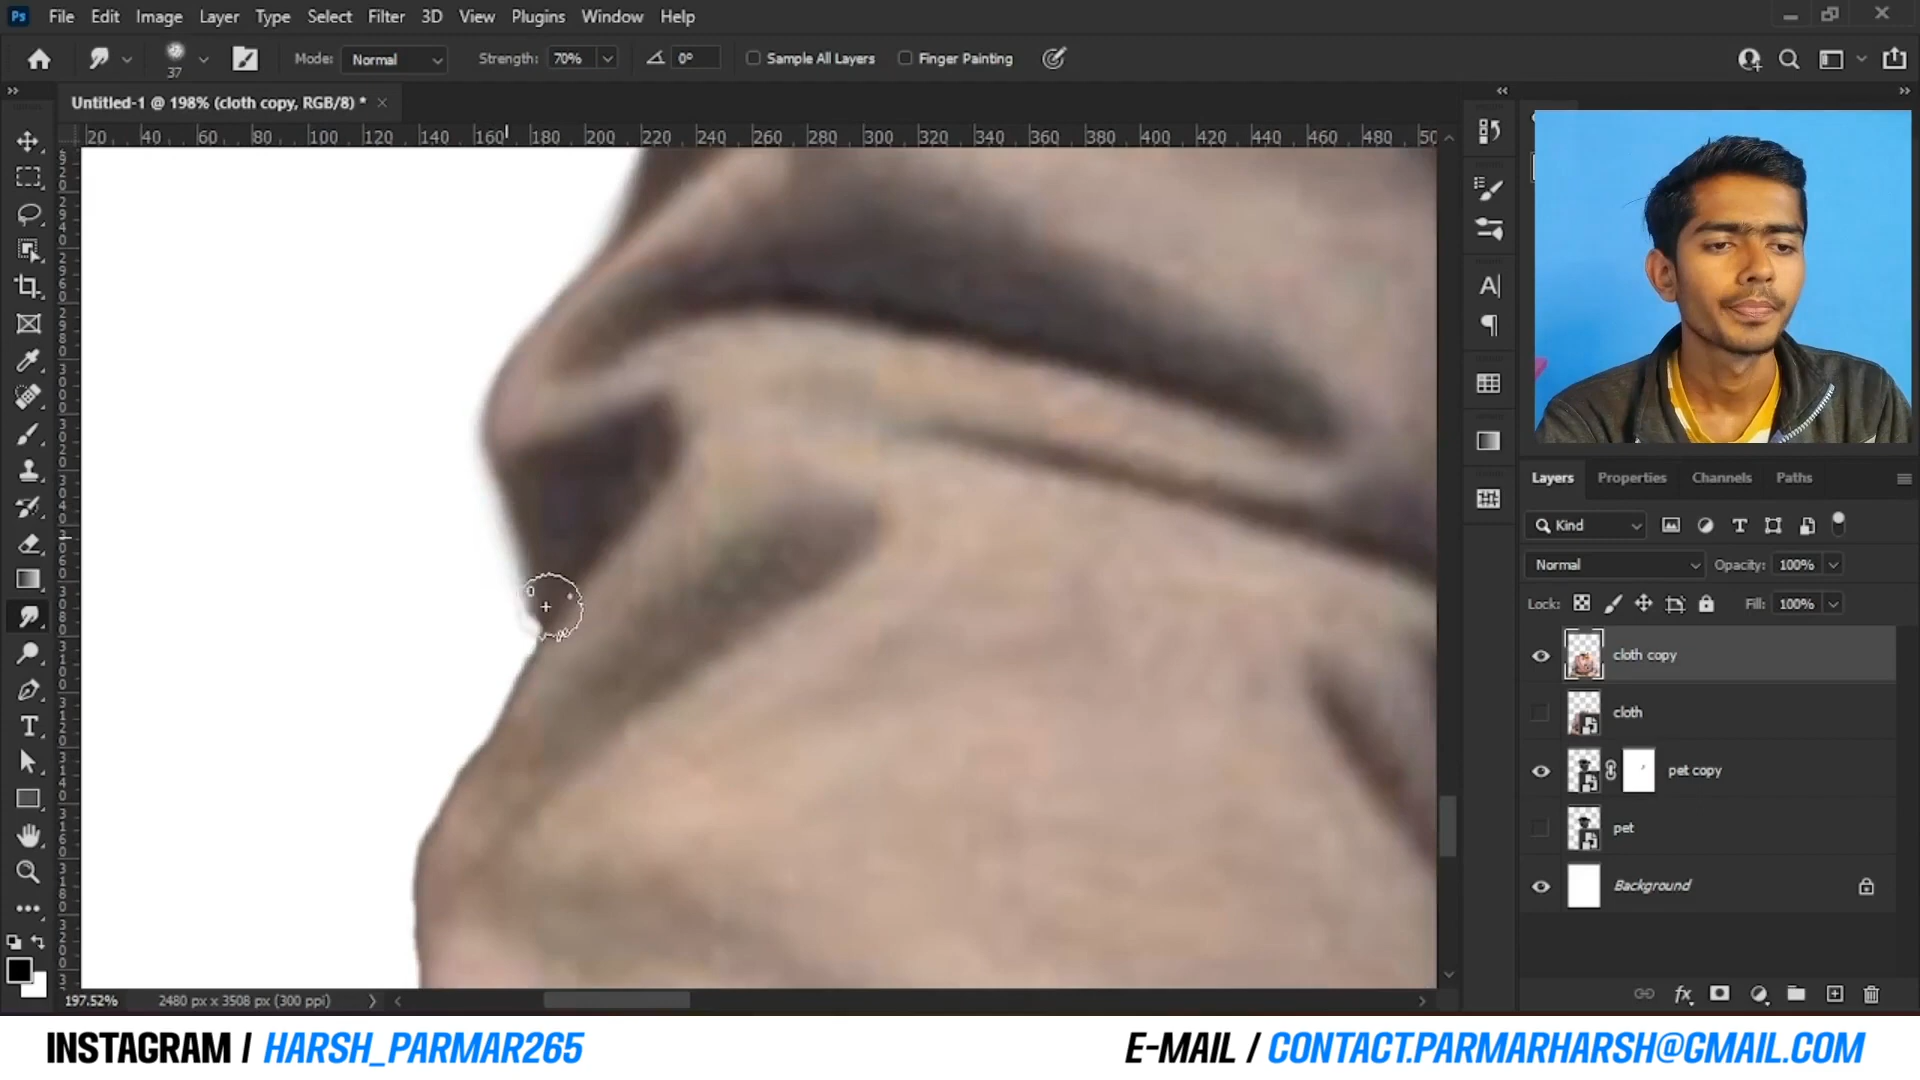 Ps File Edit Image Layer Type Select Filter 3D View Plugins Window Help
37 Mode: Normal Strength: 70% 0° Sample All Layers Finger Painting
Untitled-1 @ 198% (cloth copy, RGB/8) *
20 40 60 80 100 120 140 160 180 200 220 240 260 280 300 320 340 360 380 400 420 440 460 480 50
Layers Properties Channels Paths
Kind
Normal Opacity: 100%
Lock: Fill: 100%
cloth copy
cloth
pet copy
pet
Background
197.52% 2480 px x 3508 px (300 ppi)
INSTAGRAM / HARSH_PARMAR265
E-MAIL / CONTACT.PARMARHARSH@GMAIL.COM